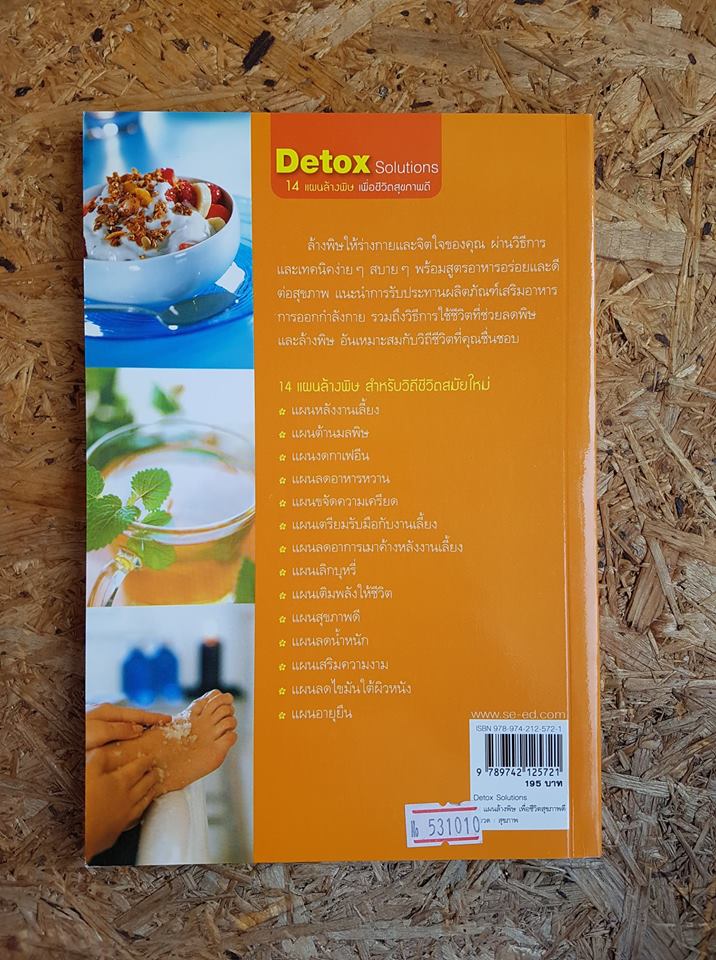 Detox Solutions
14 แผนล้างพิษ เพื่อชีวิตสุขภาพดี
ล้างพิษให้ร่างกายและจิตใจของคุณ ผ่านวิธีการ
และเทคนิคง่าย ๆ สบาย ๆ พร้อมสูตรอาหารอร่อยและดี
ต่อสุขภาพ แนะนำการรับประทานผลิตภัณฑ์เสริมอาหาร
การออกกำลังกาย รวมถึงวิธีการใช้ชีวิตที่ช่วยลดพิษ
และล้างพิษ อันเหมาะสมกับวิถีชีวิตที่คุณชื่นชอบ
14 แผนล้างพิษ สำหรับวิถีชีวิตสมัยใหม่
แผนหลังงานเลี้ยง
แผนต้านมลพิษ
แผนงดกาเฟอีน
แผนลดอาหารหวาน
แผนขจัดความเครียด
แผนเตรียมรับมือกับงานเลี้ยง
แผนลดอาการเมาค้างหลังงานเลี้ยง
แผนเลิกบุหรี่
แผนเติมพลังให้ชีวิต
แผนสุขภาพดี
แผนลดน้ำหนัก
แผนเสริมความงาม
แผนลดไขมันใต้ผิวหนัง
แผนอายุยืน
www.se-ed.com
ISBN 978-974-212-572-1
9 789742 125721
195 บาท
Detox Solutions
: แผนล้างพิษ เพื่อชีวิตสุขภาพดี
: สุขภาพ
№ 531010